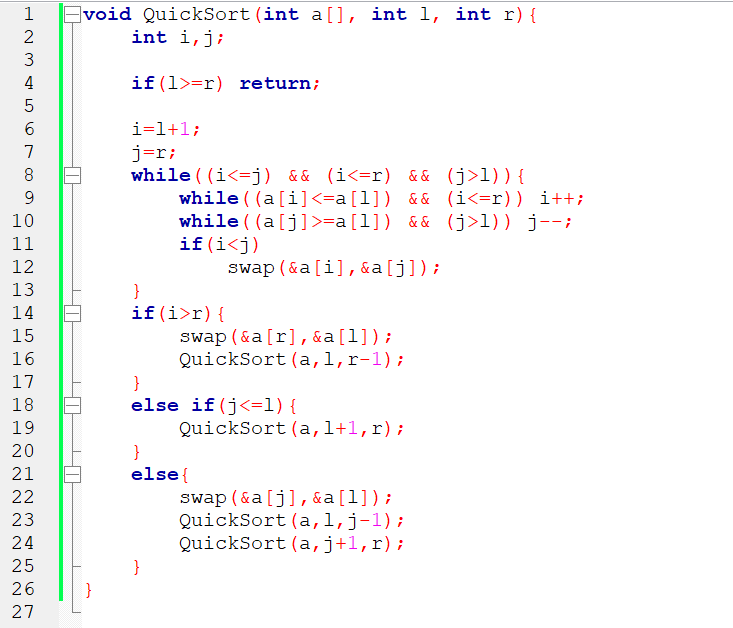 1 void QuickSort(int a[], int l, int r){
2     int i,j;
3
4     if(l>=r) return;
5
6     i=l+1;
7     j=r;
8     while((i<=j) && (i<=r) && (j>l)){
9         while((a[i]<=a[l]) && (i<=r)) i++;
10         while((a[j]>=a[l]) && (j>l)) j--;
11         if(i<j)
12             swap(&a[i],&a[j]);
13     }
14     if(i>r){
15         swap(&a[r],&a[l]);
16         QuickSort(a,l,r-1);
17     }
18     else if(j<=l){
19         QuickSort(a,l+1,r);
20     }
21     else{
22         swap(&a[j],&a[l]);
23         QuickSort(a,l,j-1);
24         QuickSort(a,j+1,r);
25     }
26 }
27